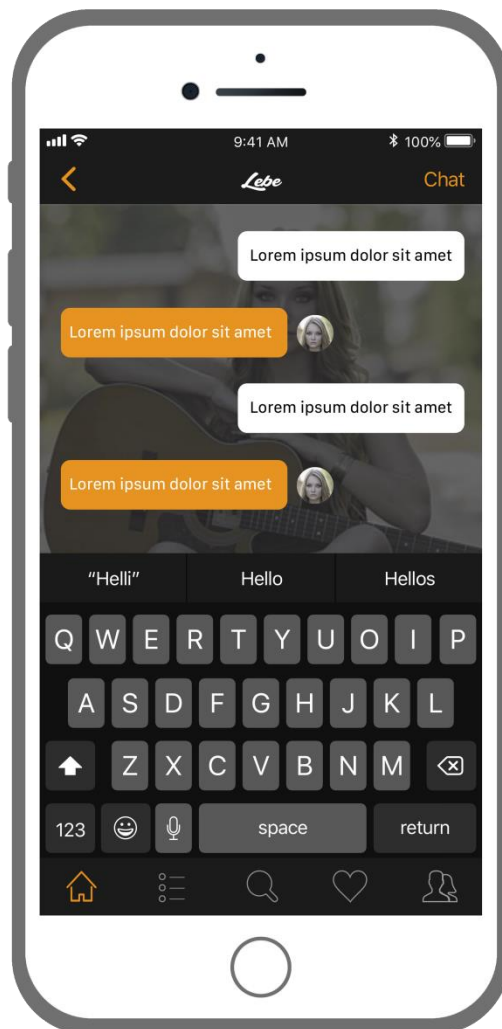 9:41 AM 100%
Lebe Chat
Lorem ipsum dolor sit amet
Lorem ipsum dolor sit amet
Lorem ipsum dolor sit amet
Lorem ipsum dolor sit amet
“Helli” Hello Hellos
Q W E R T Y U O I P
A S D F G H J K L
Z X C V B N M
123 space return